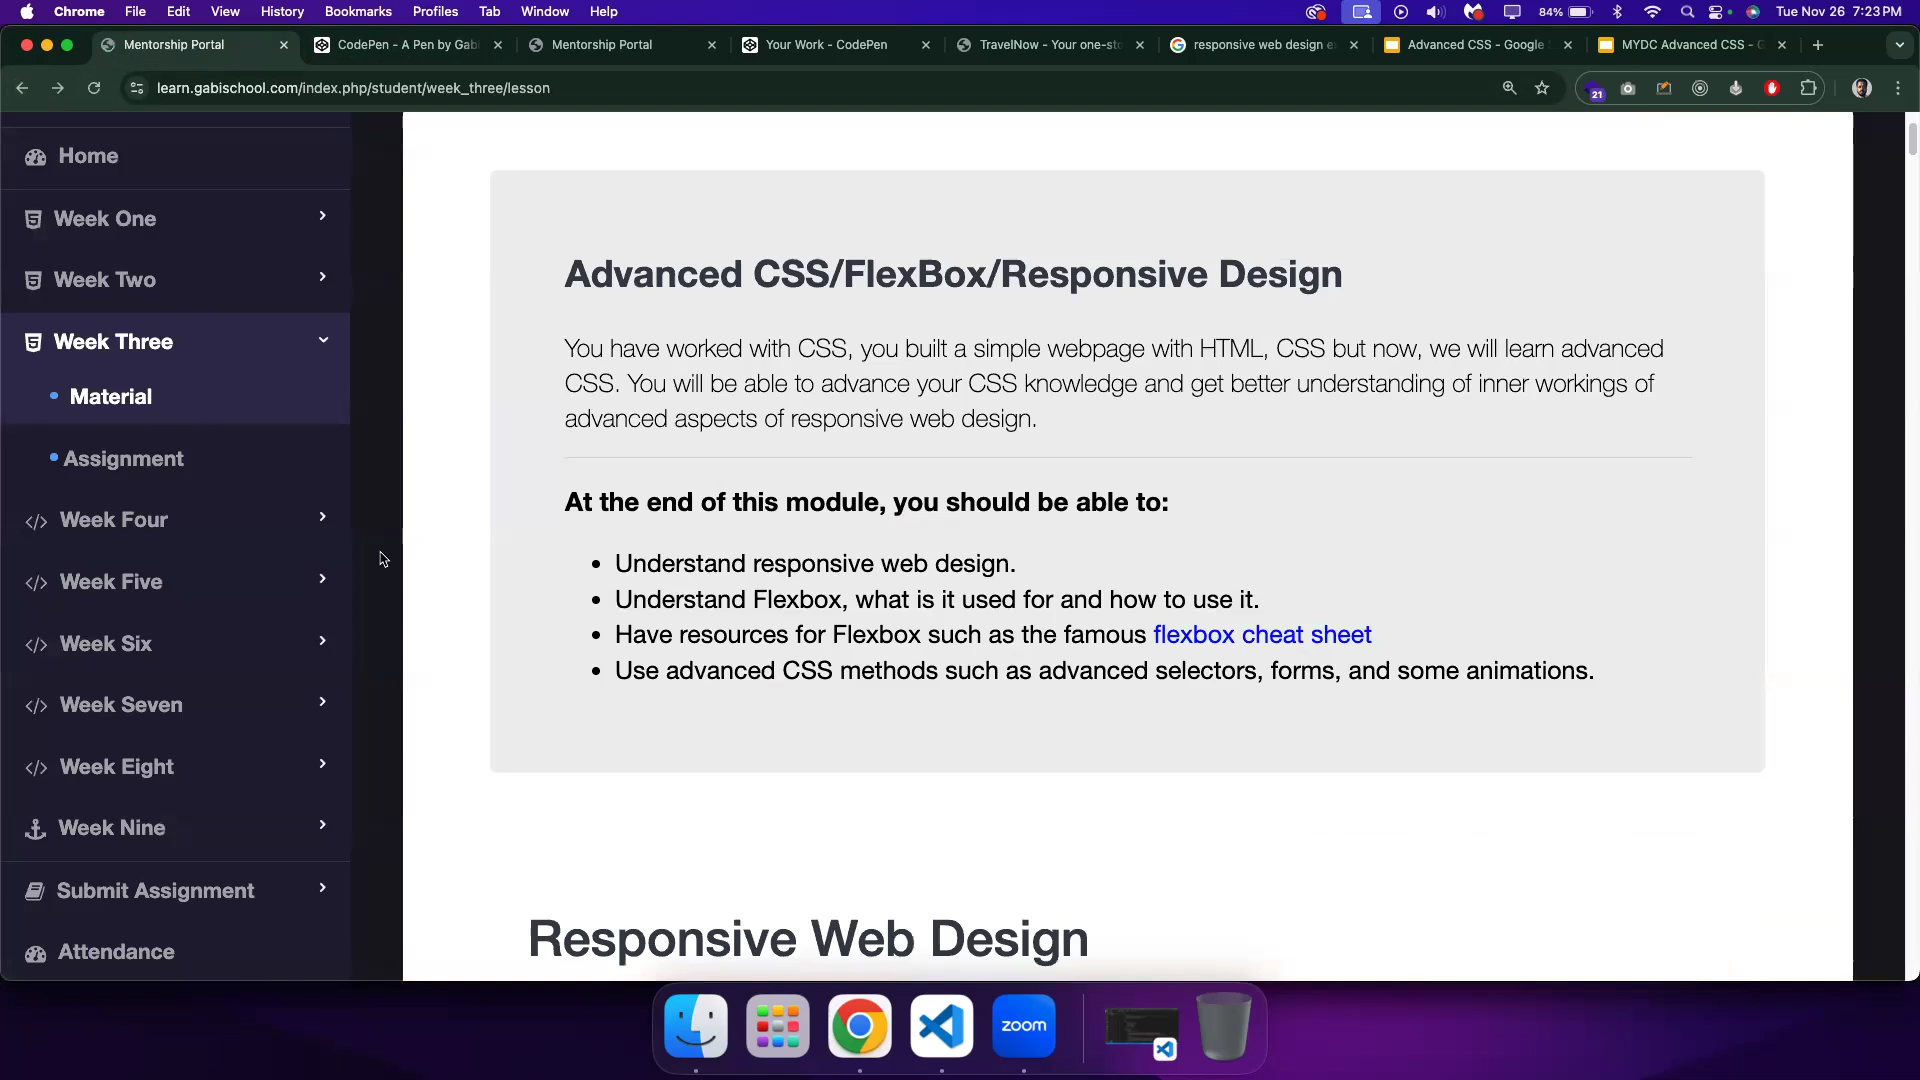 Chrome File Edit View History Bookmarks Profiles Tab Window Help 84% Tue Nov 26 7:23 PM
Mentorship Portal CodePen - A Pen by Gabi Mentorship Portal Your Work - CodePen TravelNow - Your one-sto responsive web design e Advanced CSS - Google MYDC Advanced CSS - G
learn.gabischool.com/index.php/student/week_three/lesson 21
Home
Week One
Week Two
Week Three
Material
Assignment
Week Four
Week Five
Week Six
Week Seven
Week Eight
Week Nine
Submit Assignment
Attendance
Advanced CSS/FlexBox/Responsive Design
You have worked with CSS, you built a simple webpage with HTML, CSS but now, we will learn advanced
CSS. You will be able to advance your CSS knowledge and get better understanding of inner workings of
advanced aspects of responsive web design.
At the end of this module, you should be able to:
• Understand responsive web design.
• Understand Flexbox, what is it used for and how to use it.
• Have resources for Flexbox such as the famous flexbox cheat sheet
• Use advanced CSS methods such as advanced selectors, forms, and some animations.
Responsive Web Design
zoom